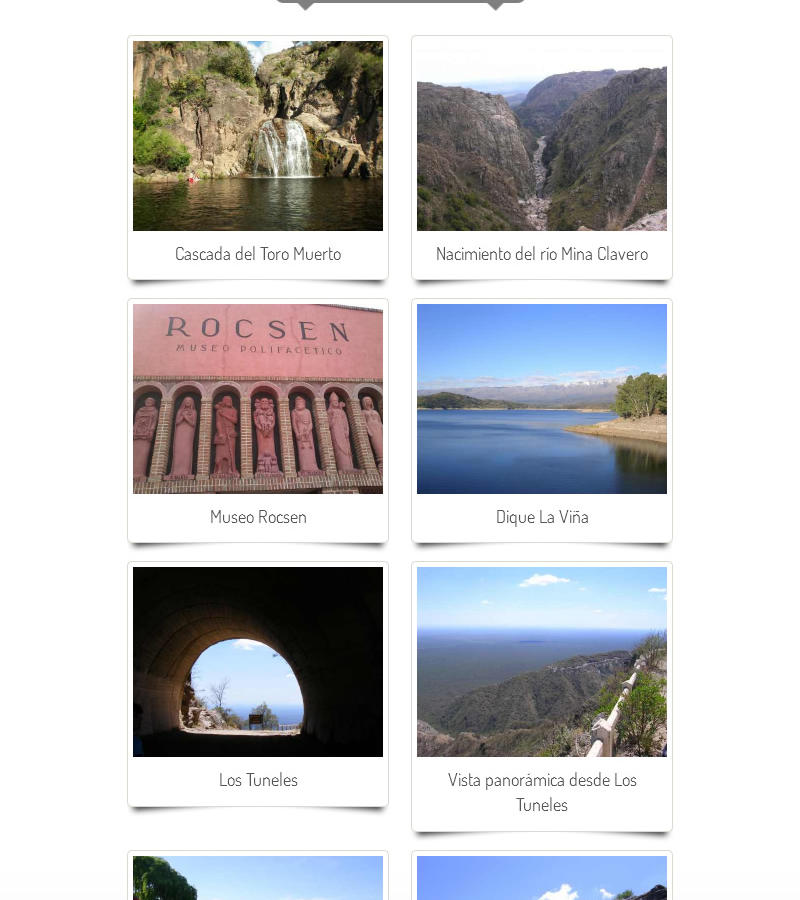 Cascada del Toro Muerto
Nacimiento del río Mina Clavero
ROCSEN
MUSEO POLIFACETICO
Museo Rocsen
Dique La Viña
Los Tuneles
Vista panorámica desde Los
Tuneles